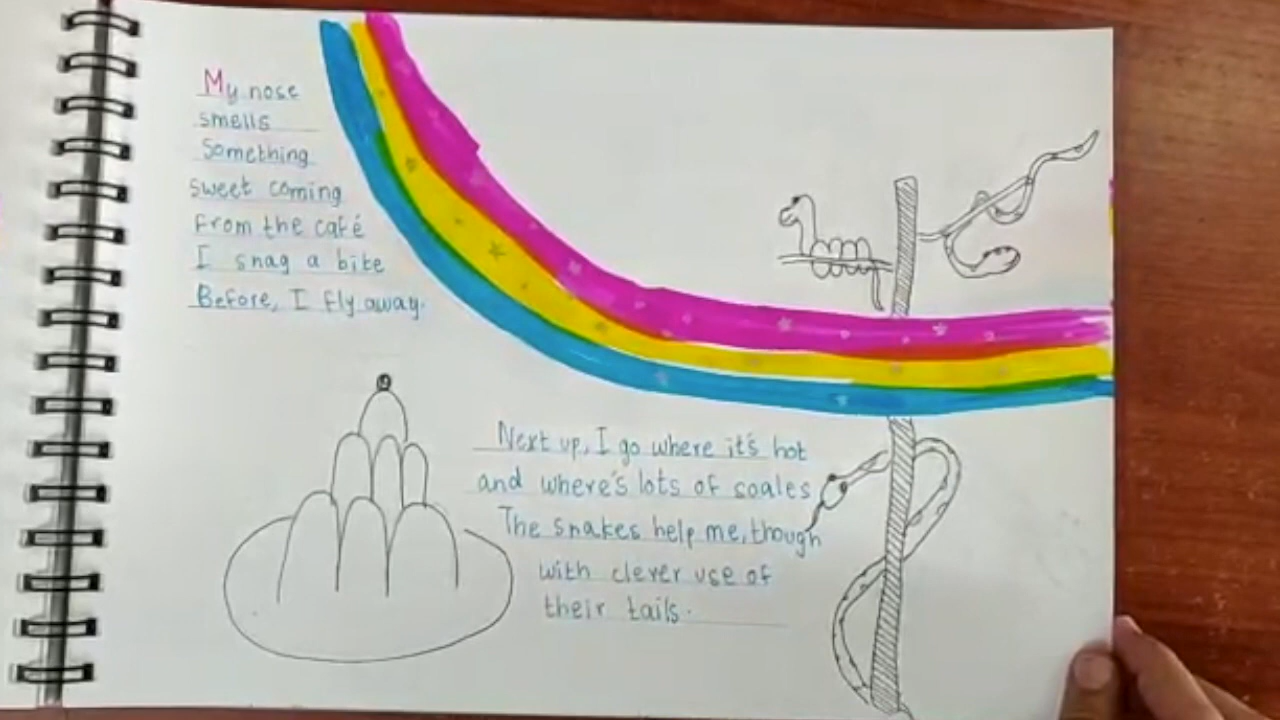 My nose
smells
Something
sweet coming
From the café
I snag a bite
Before, I fly away.
Next up, I go where it's hot
and where's lots of scales
The snakes help me, though
with clever use of
their tails.